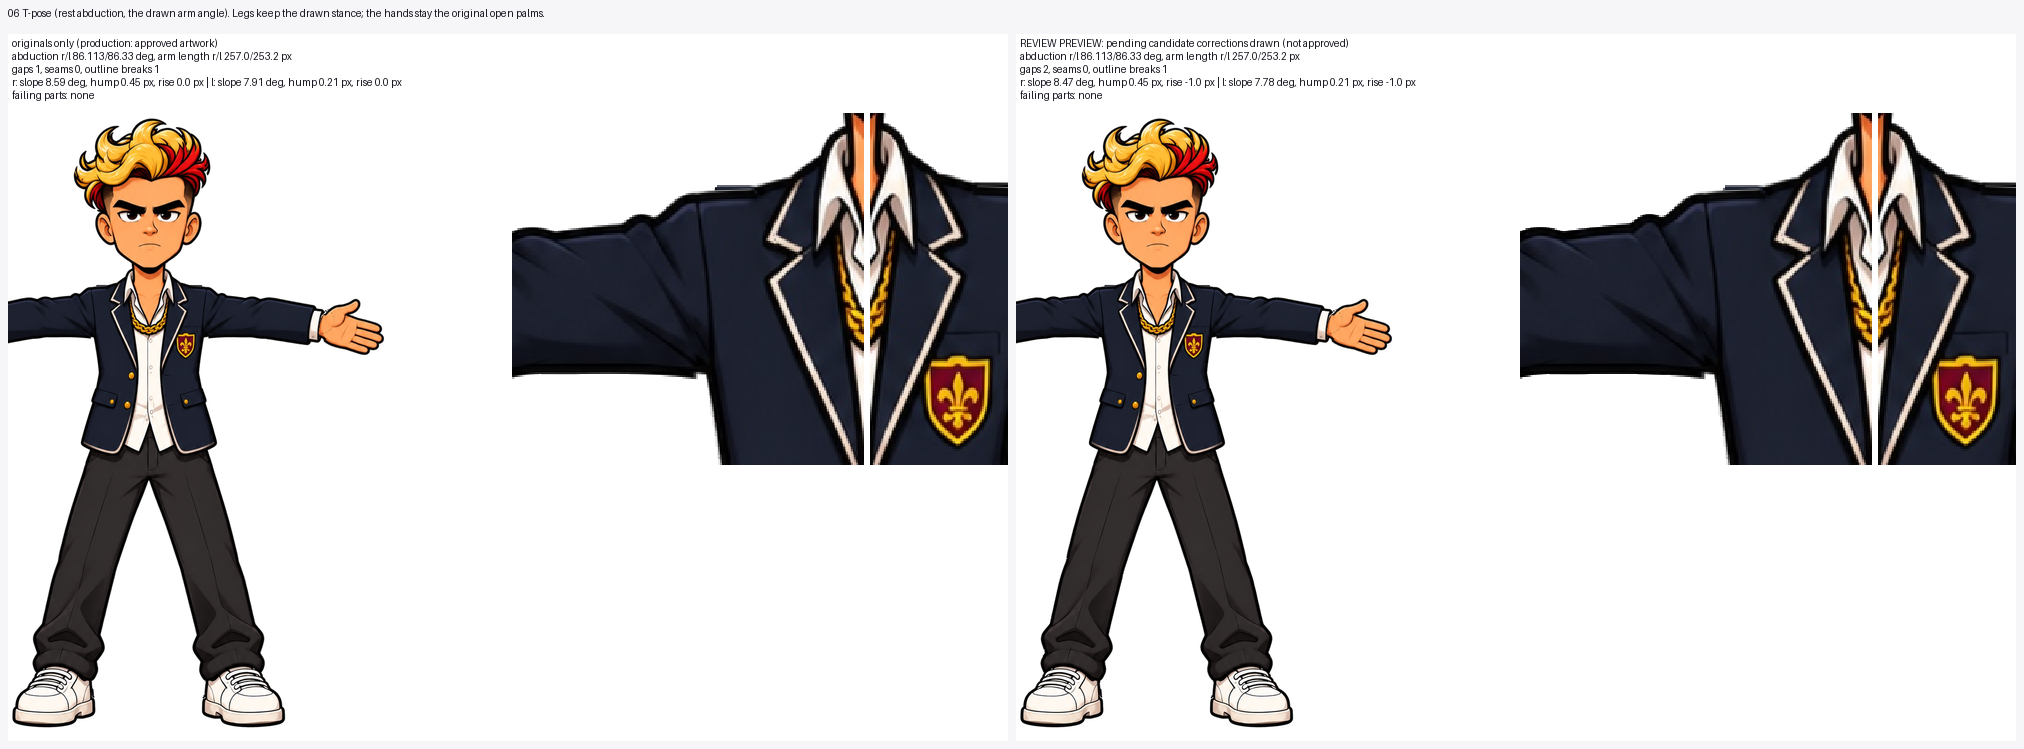 06 T-pose (rest abduction, the drawn arm angle). Legs keep the drawn stance; the hands stay the original open palms.
originals only (production: approved artwork)
abduction r/l 86.113/86.33 deg, arm length r/l 257.0/253.2 px
gaps 1, seams 0, outline breaks 1
r: slope 8.59 deg, hump 0.45 px, rise 0.0 px | l: slope 7.91 deg, hump 0.21 px, rise 0.0 px
failing parts: none
REVIEW PREVIEW: pending candidate corrections drawn (not approved)
abduction r/l 86.113/86.33 deg, arm length r/l 257.0/253.2 px
gaps 2, seams 0, outline breaks 1
r: slope 8.47 deg, hump 0.45 px, rise -1.0 px | l: slope 7.78 deg, hump 0.21 px, rise -1.0 px
failing parts: none